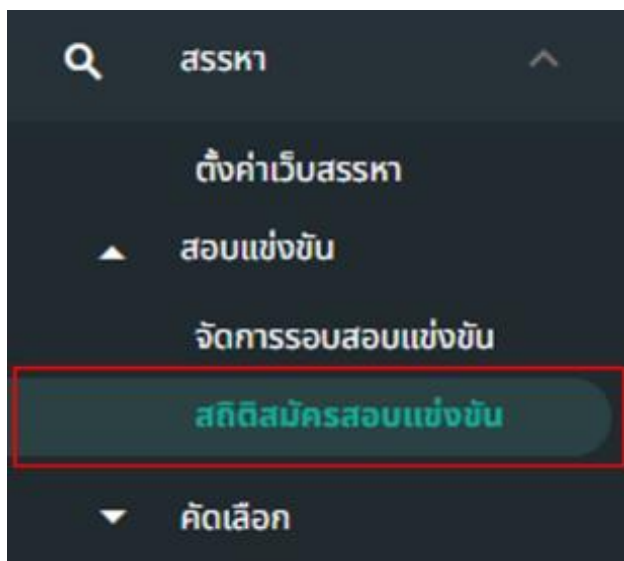 สรรหา
ตั้งค่าเว็บสรรหา
สอบแข่งขัน
จัดการรอบสอบแข่งขัน
สถิติสมัครสอบแข่งขัน
คัดเลือก